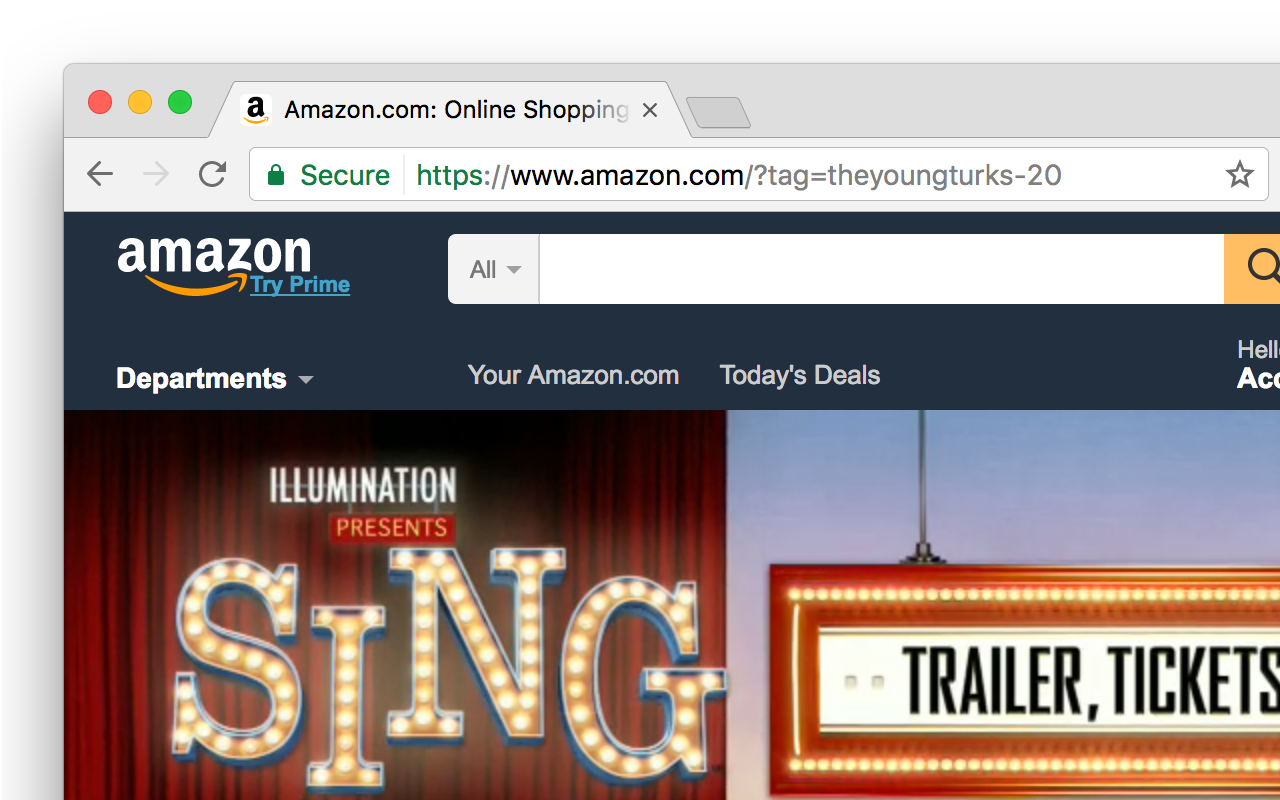 Amazon.com: Online Shopping
Secure https://www.amazon.com/?tag=theyoungturks-20
amazon
Try Prime
All
Hell
Departments Your Amazon.com Today's Deals Acc
ILLUMINATION
PRESENTS
SING
TRAILER, TICKETS